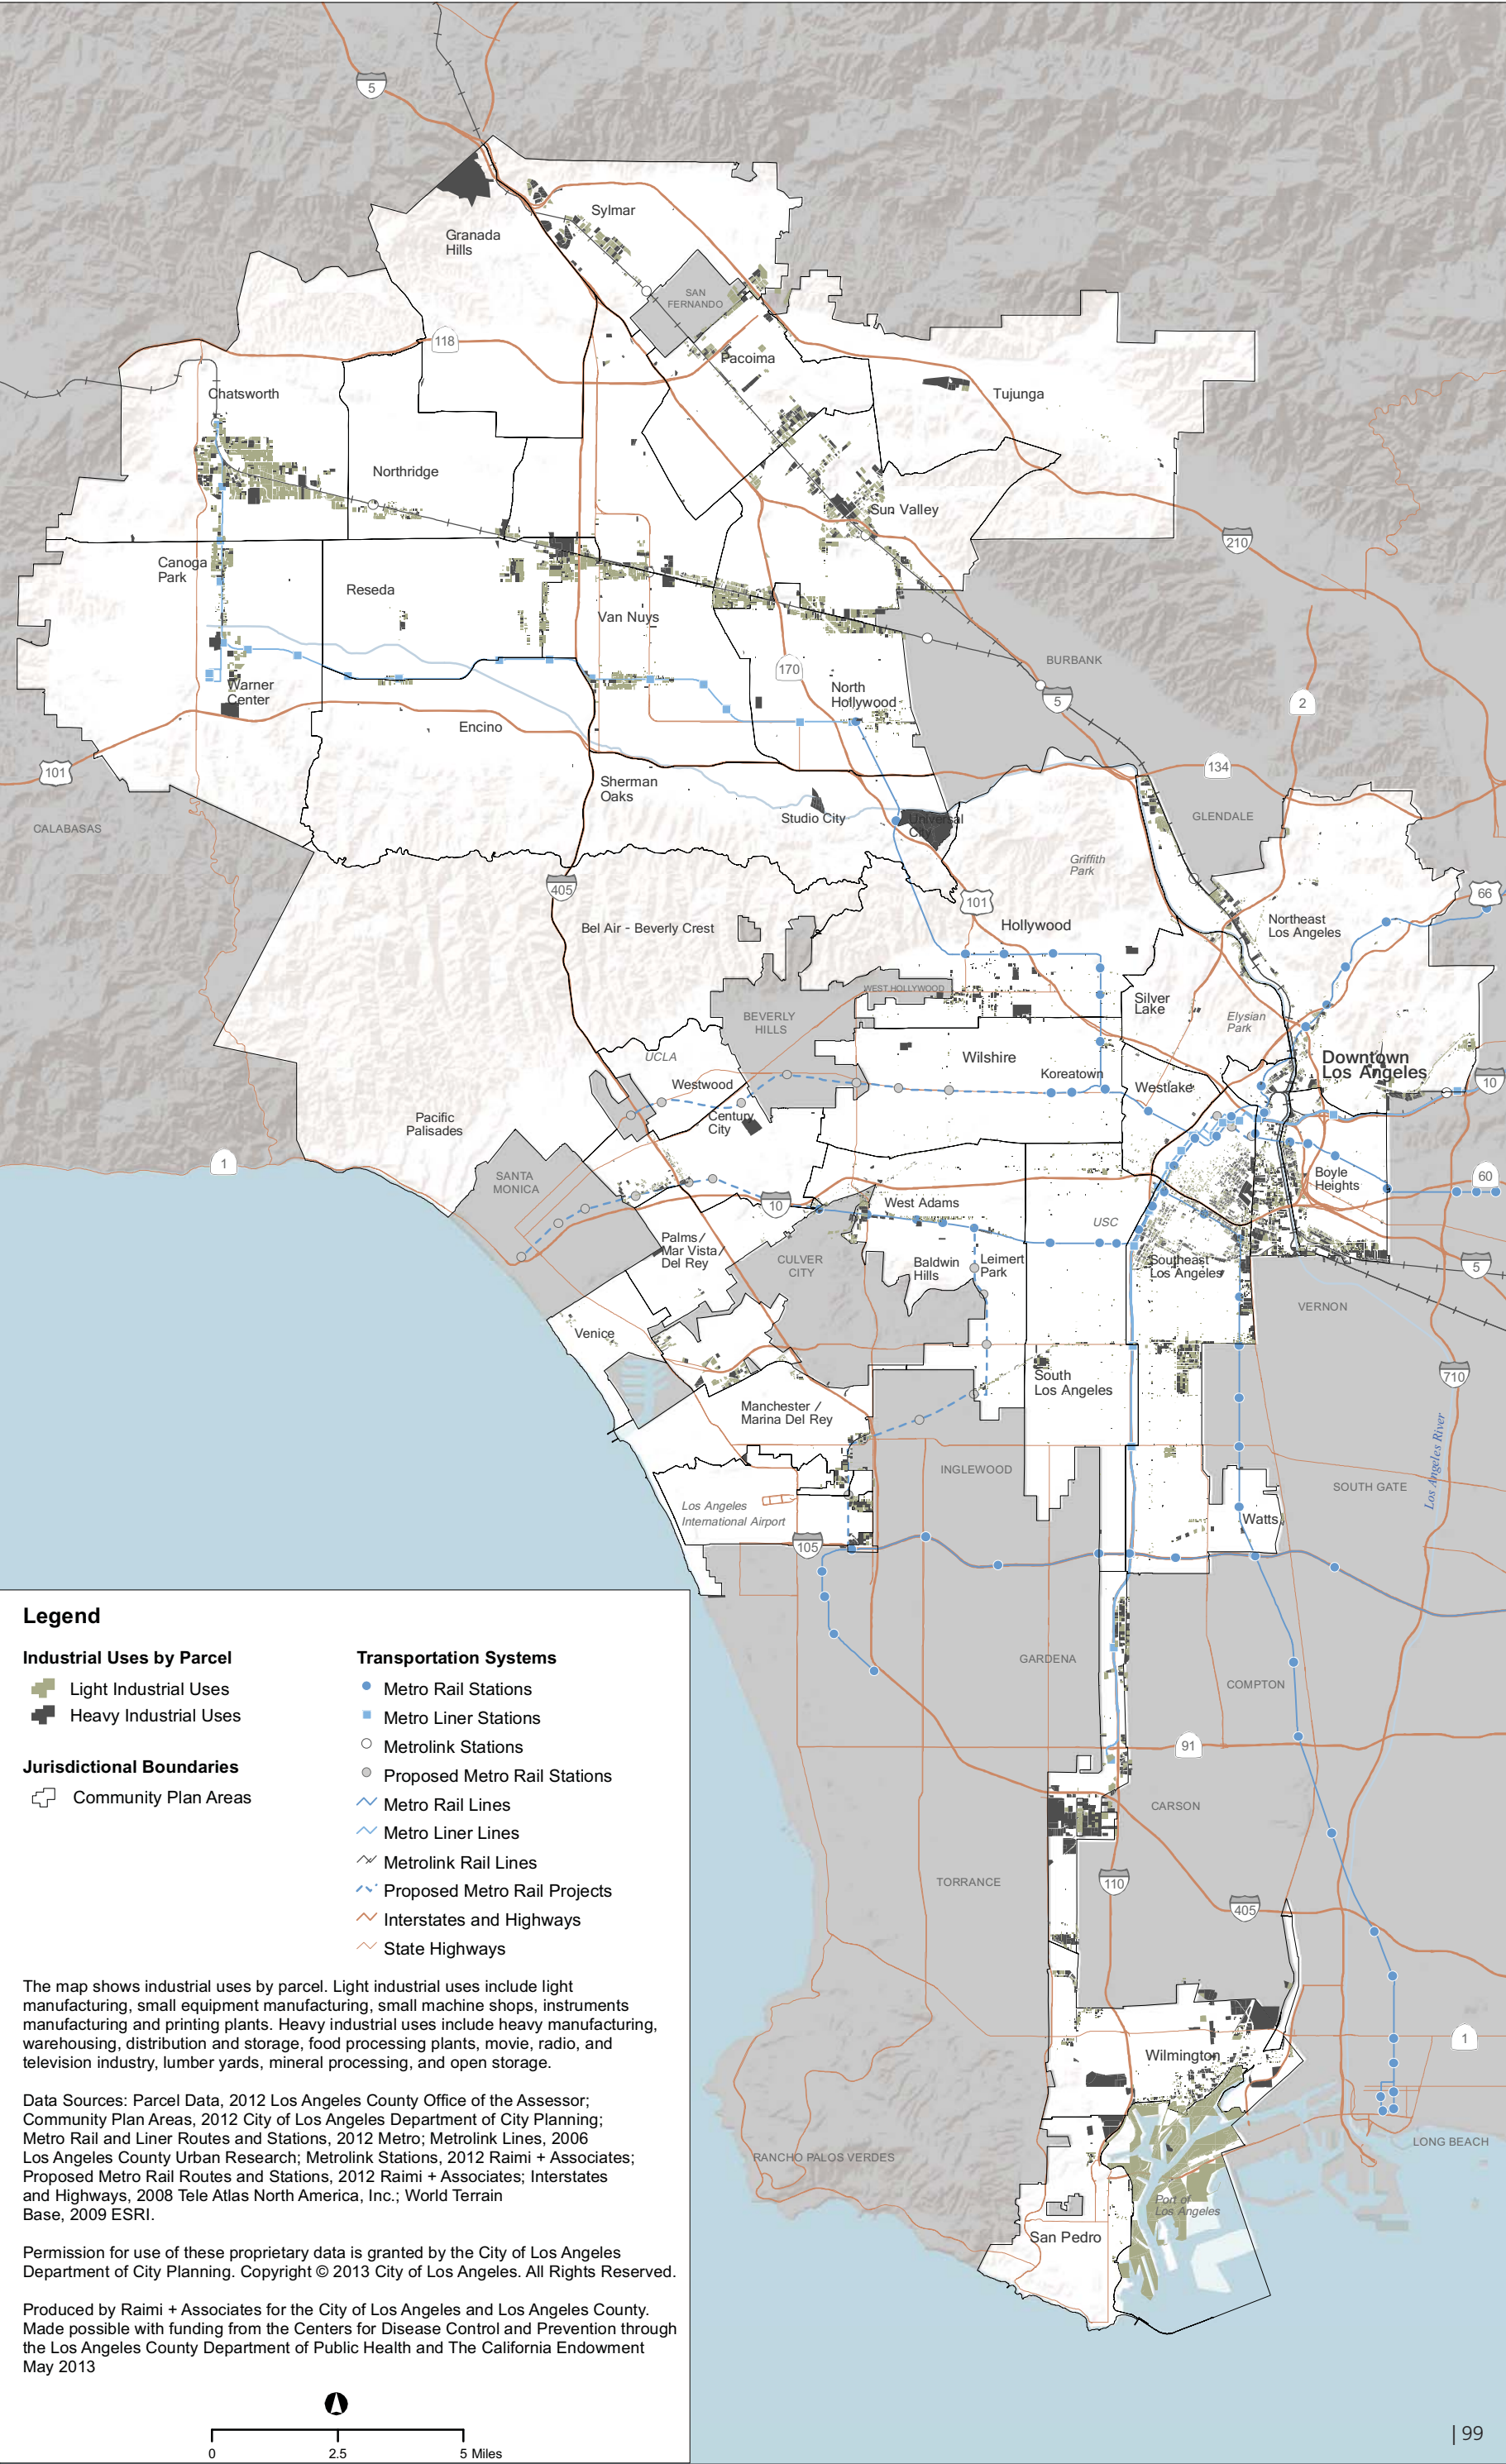 5
Sylmar
Granada
Hills
SAN
FERNANDO
118
Pacoima
Chatsworth
Tujunga
Northridge
Sun Valley
210
Canoga
Park
Reseda
Van Nuys
BURBANK
170
Warner
Center
North
Hollywood
5
2
Encino
101
134
Sherman
Oaks
Studio City
Universal
City
GLENDALE
CALABASAS
Griffith
Park
405
101
66
Bel Air - Beverly Crest
Hollywood
Northeast
Los Angeles
WEST HOLLYWOOD
Silver
Lake
BEVERLY
HILLS
Elysian
Park
UCLA
Wilshire
Downtown
Los Angeles
Koreatown
Westwood
Westlake
10
Century
City
Pacific
Palisades
1
SANTA
MONICA
Boyle
Heights
60
10
West Adams
USC
Palms/
Mar Vista/
Del Rey
CULVER
CITY
Baldwin
Hills
Leimert
Park
Southeast
Los Angeles
5
VERNON
Venice
South
Los Angeles
710
Manchester /
Marina Del Rey
INGLEWOOD
Los Angeles River
SOUTH GATE
Los Angeles
International Airport
Watts
105
GARDENA
COMPTON
91
CARSON
TORRANCE
110
405
Wilmington
1
LONG BEACH
RANCHO PALOS VERDES
Port of
Los Angeles
San Pedro
Legend
Industrial Uses by Parcel
Light Industrial Uses
Heavy Industrial Uses
Jurisdictional Boundaries
Community Plan Areas
Transportation Systems
Metro Rail Stations
Metro Liner Stations
Metrolink Stations
Proposed Metro Rail Stations
Metro Rail Lines
Metro Liner Lines
Metrolink Rail Lines
Proposed Metro Rail Projects
Interstates and Highways
State Highways
The map shows industrial uses by parcel. Light industrial uses include light
manufacturing, small equipment manufacturing, small machine shops, instruments
manufacturing and printing plants. Heavy industrial uses include heavy manufacturing,
warehousing, distribution and storage, food processing plants, movie, radio, and
television industry, lumber yards, mineral processing, and open storage.
Data Sources: Parcel Data, 2012 Los Angeles County Office of the Assessor;
Community Plan Areas, 2012 City of Los Angeles Department of City Planning;
Metro Rail and Liner Routes and Stations, 2012 Metro; Metrolink Lines, 2006
Los Angeles County Urban Research; Metrolink Stations, 2012 Raimi + Associates;
Proposed Metro Rail Routes and Stations, 2012 Raimi + Associates; Interstates
and Highways, 2008 Tele Atlas North America, Inc.; World Terrain
Base, 2009 ESRI.
Permission for use of these proprietary data is granted by the City of Los Angeles
Department of City Planning. Copyright © 2013 City of Los Angeles. All Rights Reserved.
Produced by Raimi + Associates for the City of Los Angeles and Los Angeles County.
Made possible with funding from the Centers for Disease Control and Prevention through
the Los Angeles County Department of Public Health and The California Endowment
May 2013
0 2.5 5 Miles
| 99